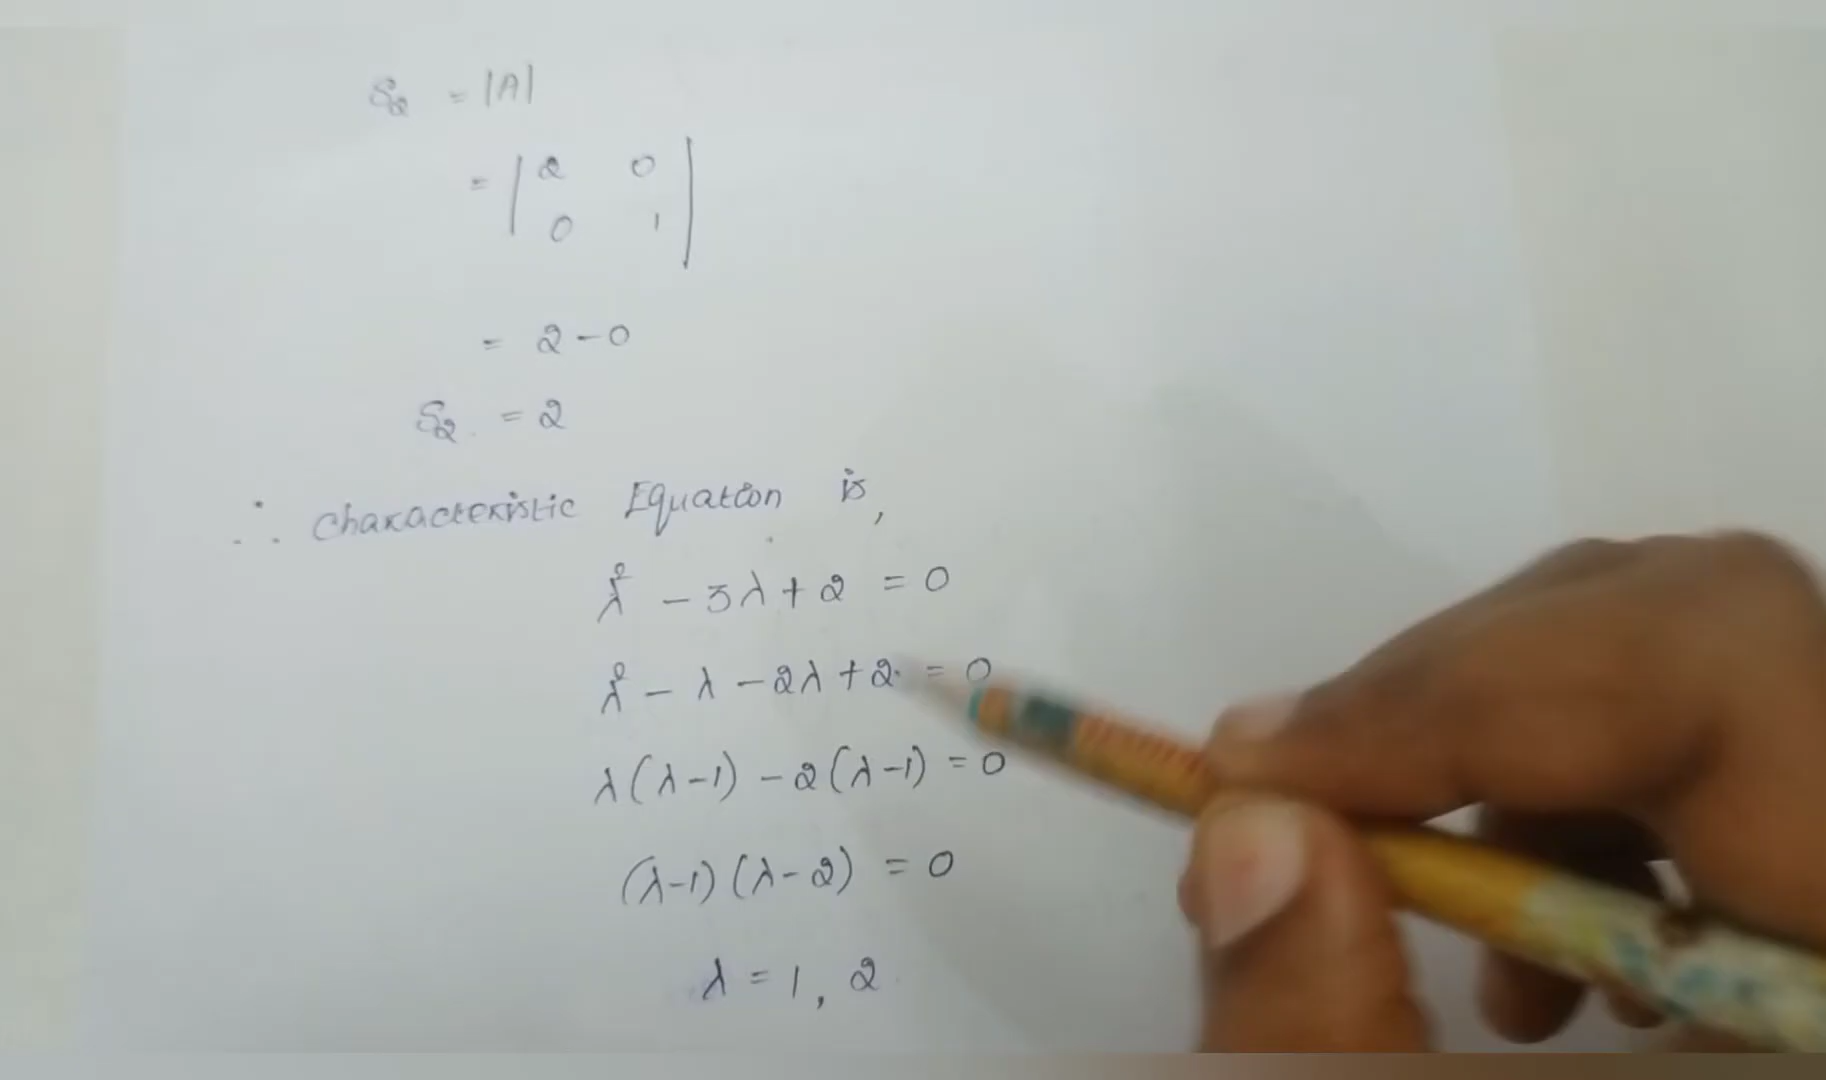 S₂ = |A|
= | 2 0 |
| 0 1 |
= 2 - 0
S₂ = 2
∴ Characteristic Equation is,
λ² - 3λ + 2 = 0
λ² - λ - 2λ + 2 = 0
λ(λ-1) - 2(λ-1) = 0
(λ-1)(λ-2) = 0
λ = 1, 2